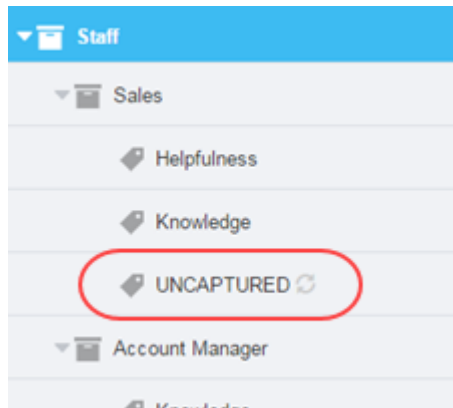 Staff
Sales
Helpfulness
Knowledge
UNCAPTURED
Account Manager